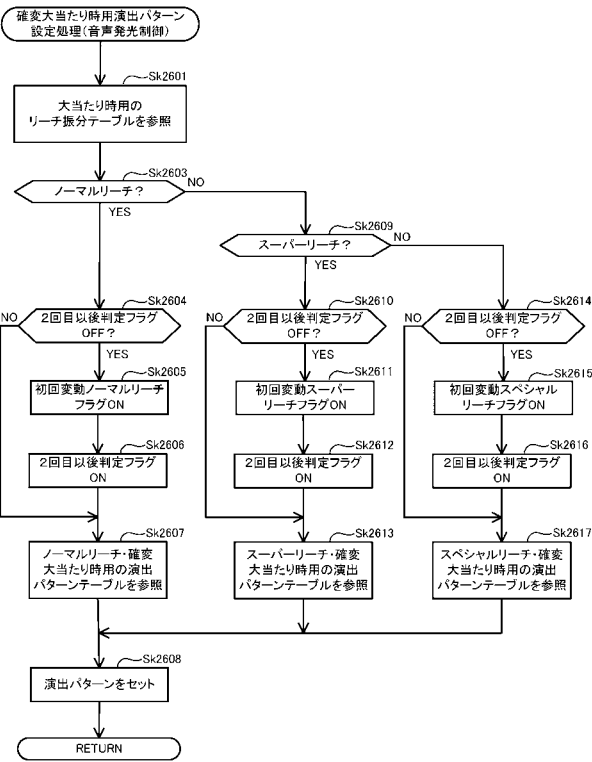 確変大当たり時用演出パターン
設定処理(音声発光制御)
Sk2601
大当たり時用の
リーチ振分テーブルを参照
Sk2603
ノーマルリーチ？
NO
YES
Sk2609
スーパーリーチ？
NO
YES
Sk2604
2回目以後判定フラグ
OFF？
NO
YES
Sk2605
初回変動ノーマルリーチ
フラグON
Sk2606
2回目以後判定フラグ
ON
Sk2607
ノーマルリーチ・確変
大当たり時用の演出
パターンテーブルを参照
Sk2610
2回目以後判定フラグ
OFF？
NO
YES
Sk2611
初回変動スーパー
リーチフラグON
Sk2612
2回目以後判定フラグ
ON
Sk2613
スーパーリーチ・確変
大当たり時用の演出
パターンテーブルを参照
Sk2614
2回目以後判定フラグ
OFF？
NO
YES
Sk2615
初回変動スペシャル
リーチフラグON
Sk2616
2回目以後判定フラグ
ON
Sk2617
スペシャルリーチ・確変
大当たり時用の演出
パターンテーブルを参照
Sk2608
演出パターンをセット
RETURN